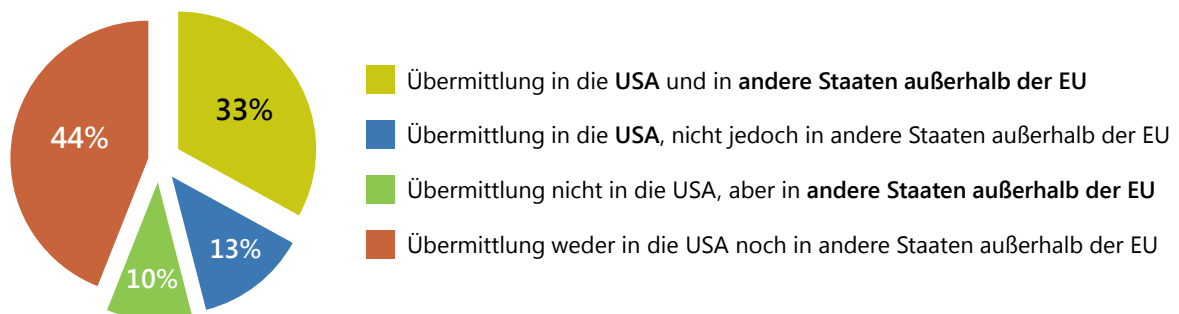 33%
44%
13%
10%
Übermittlung in die USA und in andere Staaten außerhalb der EU
Übermittlung in die USA, nicht jedoch in andere Staaten außerhalb der EU
Übermittlung nicht in die USA, aber in andere Staaten außerhalb der EU
Übermittlung weder in die USA noch in andere Staaten außerhalb der EU